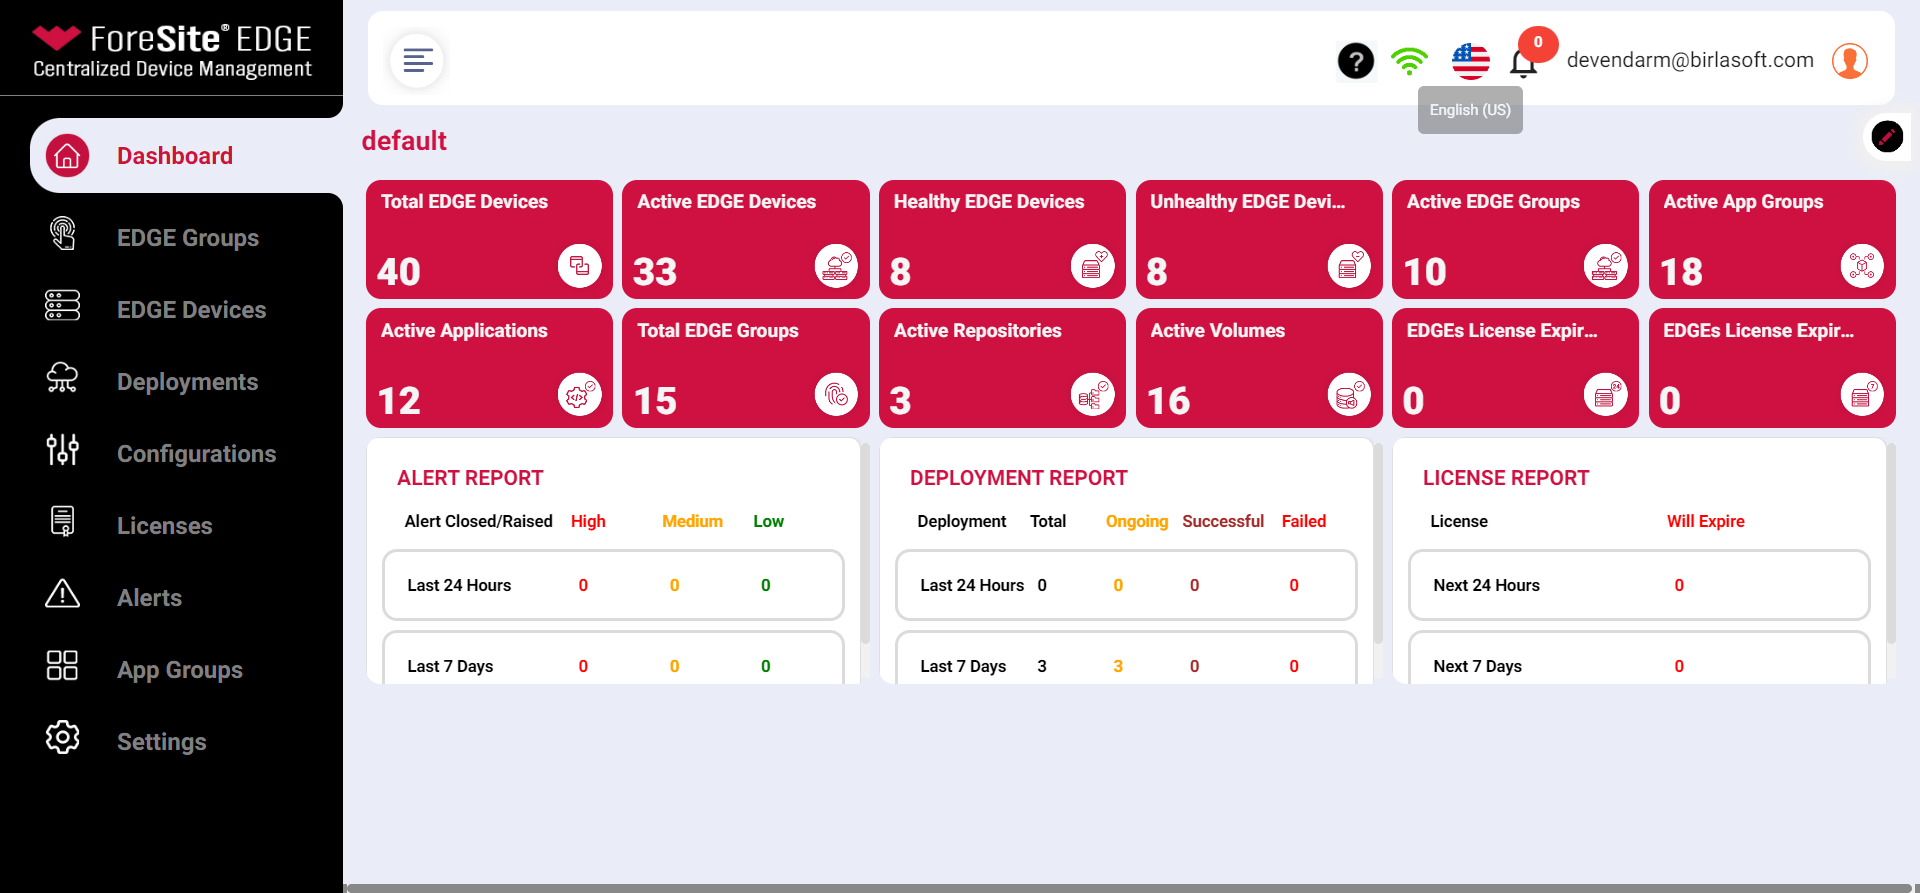 ForeSite® EDGE
Centralized Device Management
Dashboard
EDGE Groups
EDGE Devices
Deployments
Configurations
Licenses
Alerts
App Groups
Settings
?
0
devendarm@birlasoft.com
English (US)
default
Total EDGE Devices
40
Active EDGE Devices
33
Healthy EDGE Devices
8
Unhealthy EDGE Devi...
8
Active EDGE Groups
10
Active App Groups
18
Active Applications
12
Total EDGE Groups
15
Active Repositories
3
Active Volumes
16
EDGEs License Expir...
0
24
EDGEs License Expir...
0
7
ALERT REPORT
Alert Closed/Raised High Medium Low
Last 24 Hours 0 0 0
Last 7 Days 0 0 0
DEPLOYMENT REPORT
Deployment Total Ongoing Successful Failed
Last 24 Hours 0 0 0 0
Last 7 Days 3 3 0 0
LICENSE REPORT
License Will Expire
Next 24 Hours 0
Next 7 Days 0